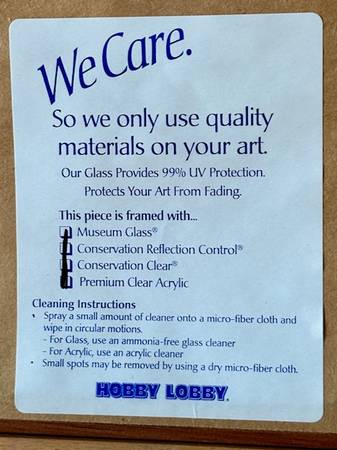 We Care.
So we only use quality
materials on your art.
Our Glass Provides 99% UV Protection.
Protects Your Art From Fading.
This piece is framed with...
Museum Glass®
Conservation Reflection Control®
Conservation Clear®
Premium Clear Acrylic
Cleaning Instructions
• Spray a small amount of cleaner onto a micro-fiber cloth and
wipe in circular motions.
- For Glass, use an ammonia-free glass cleaner
- For Acrylic, use an acrylic cleaner
• Small spots may be removed by using a dry micro-fiber cloth.
HOBBY LOBBY.